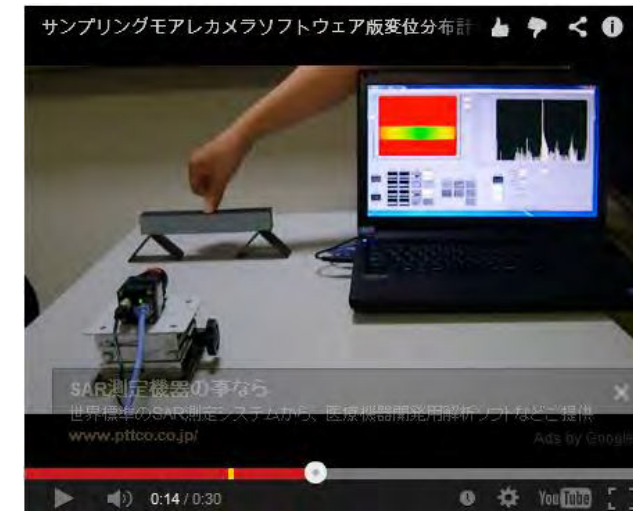 サンプリングモアレカメラソフトウェア版変位分布計
SAR測定機器の事なら
世界標準のSAR測定システムから、医療機器開発用解析ソフトなどご提供
www.pttco.co.jp/
Ads by Google
0:14 / 0:30
YouTube